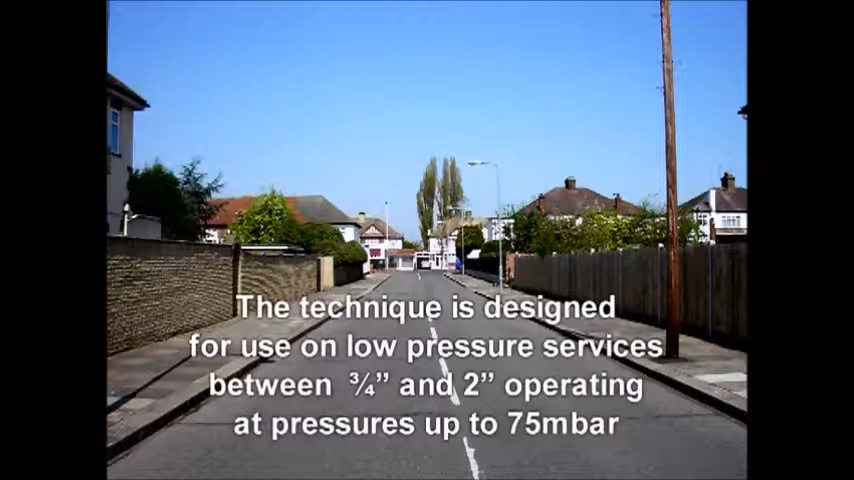 The technique is designed
for use on low pressure services
between ¾” and 2” operating
at pressures up to 75mbar